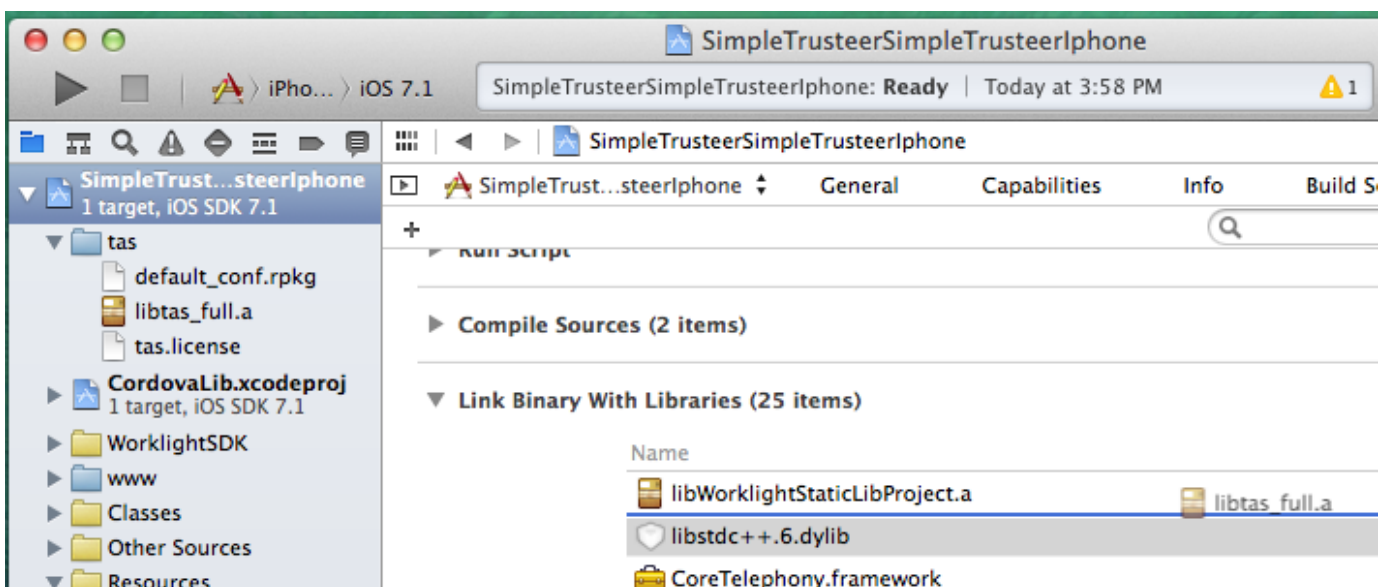 SimpleTrusteerSimpleTrusteerIphone
iPho... iOS 7.1
SimpleTrusteerSimpleTrusteerIphone: Ready | Today at 3:58 PM
1
SimpleTrusteerSimpleTrusteerIphone
SimpleTrust...steerIphone
1 target, iOS SDK 7.1
tas
default_conf.rpkg
libtas_full.a
tas.license
CordovaLib.xcodeproj
1 target, iOS SDK 7.1
WorklightSDK
www
Classes
Other Sources
Resources
SimpleTrust...steerIphone General Capabilities Info Build S
+
Run Script
Compile Sources (2 items)
Link Binary With Libraries (25 items)
Name
libWorklightStaticLibProject.a
libtas_full.a
libstdc++.6.dylib
CoreTelephony.framework